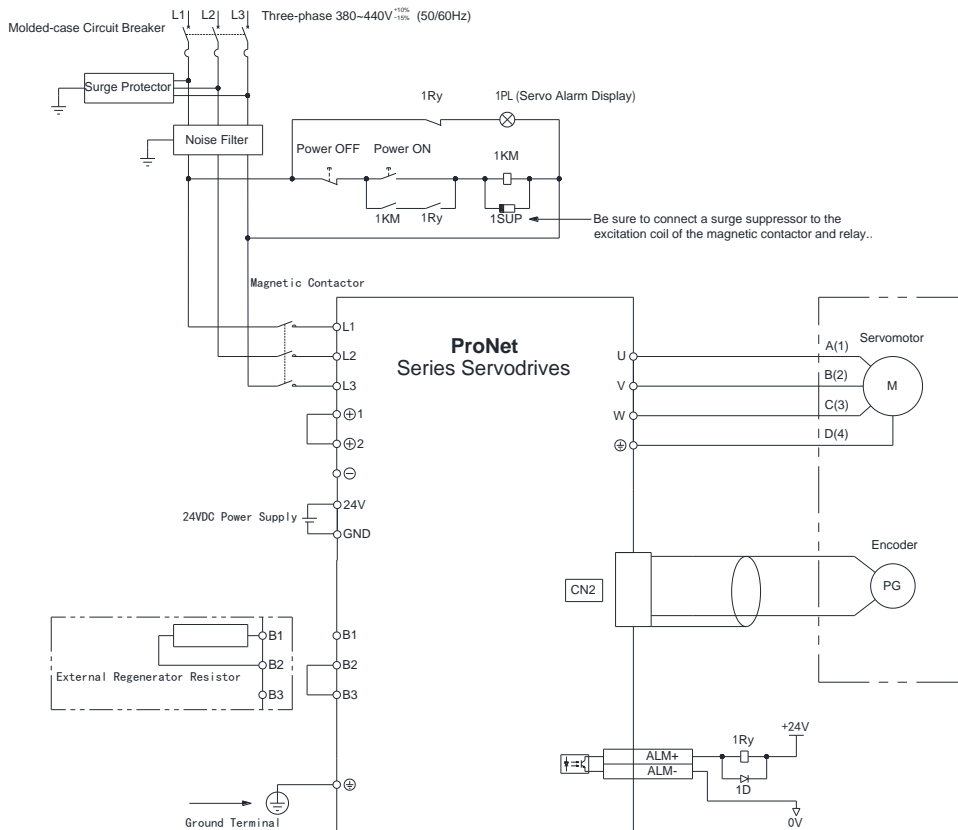 L1 L2 L3 Three-phase 380~440V +10% -15% (50/60Hz)
Molded-case Circuit Breaker
Surge Protector
1Ry 1PL (Servo Alarm Display)
Noise Filter
Power OFF Power ON 1KM
1KM 1Ry 1SUP
Be sure to connect a surge suppressor to the
excitation coil of the magnetic contactor and relay..
Magnetic Contactor
ProNet
Series Servodrives
L1
L2
L3
⊕1
⊕2
⊖
24VDC Power Supply
24V
GND
U
V
W
A(1)
B(2)
C(3)
D(4)
Servomotor
M
Encoder
CN2
PG
B1
B2
B3
External Regenerator Resistor
B1
B2
B3
+24V
1Ry
ALM+
ALM-
1D
0V
Ground Terminal